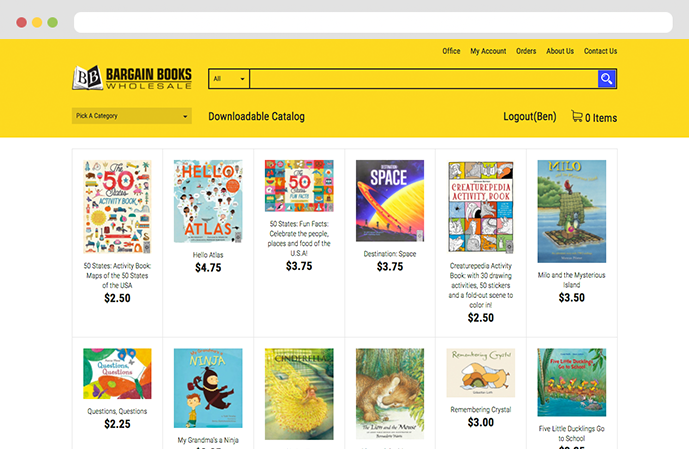 Office My Account Orders About Us Contact Us
BB BARGAIN BOOKS
WHOLESALE
All
Pick A Category Downloadable Catalog Logout(Ben) 0 Items
The
50
States
ACTIVITY BOOK
50 States: Activity Book:
Maps of the 50 States
of the USA
$2.50
HELLO
ATLAS
Hello Atlas
$4.75
The
50
States
FUN FACTS
50 States: Fun Facts:
Celebrate the people,
places and food of the
U.S.A!
$3.75
DESTINATION:
SPACE
Destination: Space
$3.75
CREATUREPEDIA
ACTIVITY BOOK
Creaturepedia Activity
Book: with 30 drawing
activities, 50 stickers
and a fold-out scene to
color in!
$2.50
MILO
Milo and the Mysterious
Island
$3.50
Questions,
Questions
Questions, Questions
$2.25
NINJA
My Grandma's a Ninja
CINDERELLA
The Lion and the Mouse
Remembering Crystal
Remembering Crystal
$3.00
Five Little Ducklings
Go to School
Five Little Ducklings Go
to School